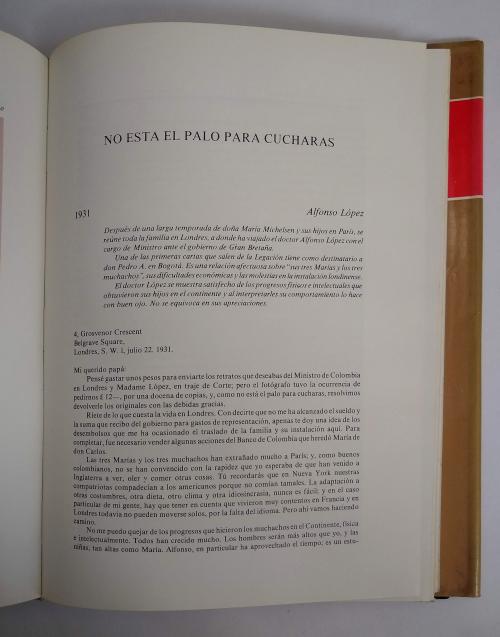 NO ESTA EL PALO PARA CUCHARAS
1931
Alfonso López
Después de una larga temporada de doña María Michelsen y sus hijos en París, se
reúne toda la familia en Londres, a donde ha viajado el doctor Alfonso López con el
cargo de Ministro ante el gobierno de Gran Bretaña.
Una de las primeras cartas que salen de la Legación tiene como destinatario a
don Pedro A. en Bogotá. Es una relación afectuosa sobre "las tres Marías y los tres
muchachos", sus dificultades económicas y las molestias en la instalación londinense.
El doctor López se muestra satisfecho de los progresos físicos e intelectuales que
obtuvieron sus hijos en el continente y al interpretarles su comportamiento lo hace
con buen ojo. No se equivoca en sus apreciaciones.
4, Grosvenor Crescent
Belgrave Square,
Londres, S. W. l, julio 22. 1931.
Mi querido papá:
Pensé gastar unos pesos para enviarte los retratos que deseabas del Ministro de Colombia
en Londres y Madame López, en traje de Corte; pero el fotógrafo tuvo la ocurrencia de
pedirnos £ 12—, por una docena de copias, y, como no está el palo para cucharas, resolvimos
devolverle los originales con las debidas gracias.
Ríete de lo que cuesta la vida en Londres. Con decirte que no me ha alcanzado el sueldo y
la suma que recibo del gobierno para gastos de representación, apenas te doy una idea de los
desembolsos que me ha ocasionado el traslado de la familia y su instalación aquí. Para
completar, fue necesario vender algunas acciones del Banco de Colombia que heredó María de
don Carlos.
Las tres Marías y los tres muchachos han extrañado mucho a París; y, como buenos
colombianos, no se han convencido con la rapidez que yo esperaba de que han venido a
Inglaterra a ver, oler y comer otras cosas. Tú recordarás que en Nueva York nuestras
compatriotas compadecían a los americanos porque no comían tamales. La adaptación a
otras costumbres, otra dieta, otro clima y otra idiosincrasia, nunca es fácil; y en el caso
particular de mi gente, hay que tener en cuenta que vivieron muy contentos en Francia y en
Londres todavía no pueden moverse solos, por la falta del idioma. Pero ahí vamos haciendo
camino.
No me puedo quejar de los progresos que hicieron los muchachos en el Continente, física
e intelectualmente. Todos han crecido mucho. Los hombres serán más altos que yo, y las
niñas, tan altas como María. Alfonso, en particular ha aprovechado el tiempo; es un estu-